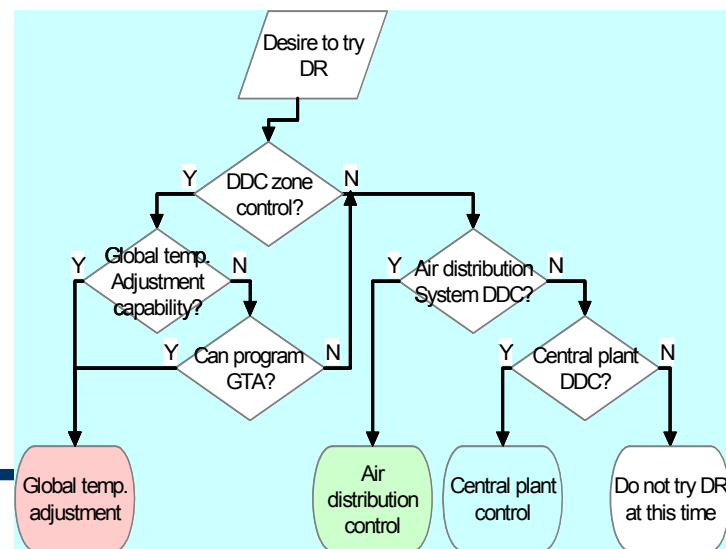 Desire to try
DR
Y
DDC zone
control?
N
Y
Global temp.
Adjustment
capability?
N
Y
Air distribution
System DDC?
N
Y
Can program
GTA?
N
Y
Central plant
DDC?
N
Global temp.
adjustment
Air
distribution
control
Central plant
control
Do not try DR
at this time